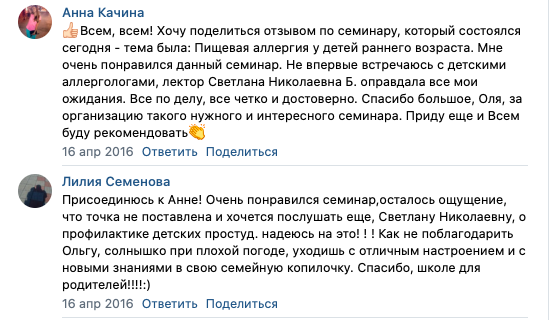 Анна Качина
👍🏻Всем, всем! Хочу поделиться отзывом по семинару, который состоялся
сегодня - тема была: Пищевая аллергия у детей раннего возраста. Мне
очень понравился данный семинар. Не впервые встречаюсь с детскими
аллергологами, лектор Светлана Николаевна Б. оправдала все мои
ожидания. Все по делу, все четко и достоверно. Спасибо большое, Оля, за
организацию такого нужного и интересного семинара. Приду еще и Всем
буду рекомендовать👏
16 апр 2016 Ответить Поделиться
Лилия Семенова
Присоединюсь к Анне! Очень понравился семинар,осталось ощущение,
что точка не поставлена и хочется послушать еще, Светлану Николаевну, о
профилактике детских простуд. надеюсь на это! ! ! Как не поблагодарить
Ольгу, солнышко при плохой погоде, уходишь с отличным настроением и с
новыми знаниями в свою семейную копилочку. Спасибо, школе для
родителей!!!!:)
16 апр 2016 Ответить Поделиться